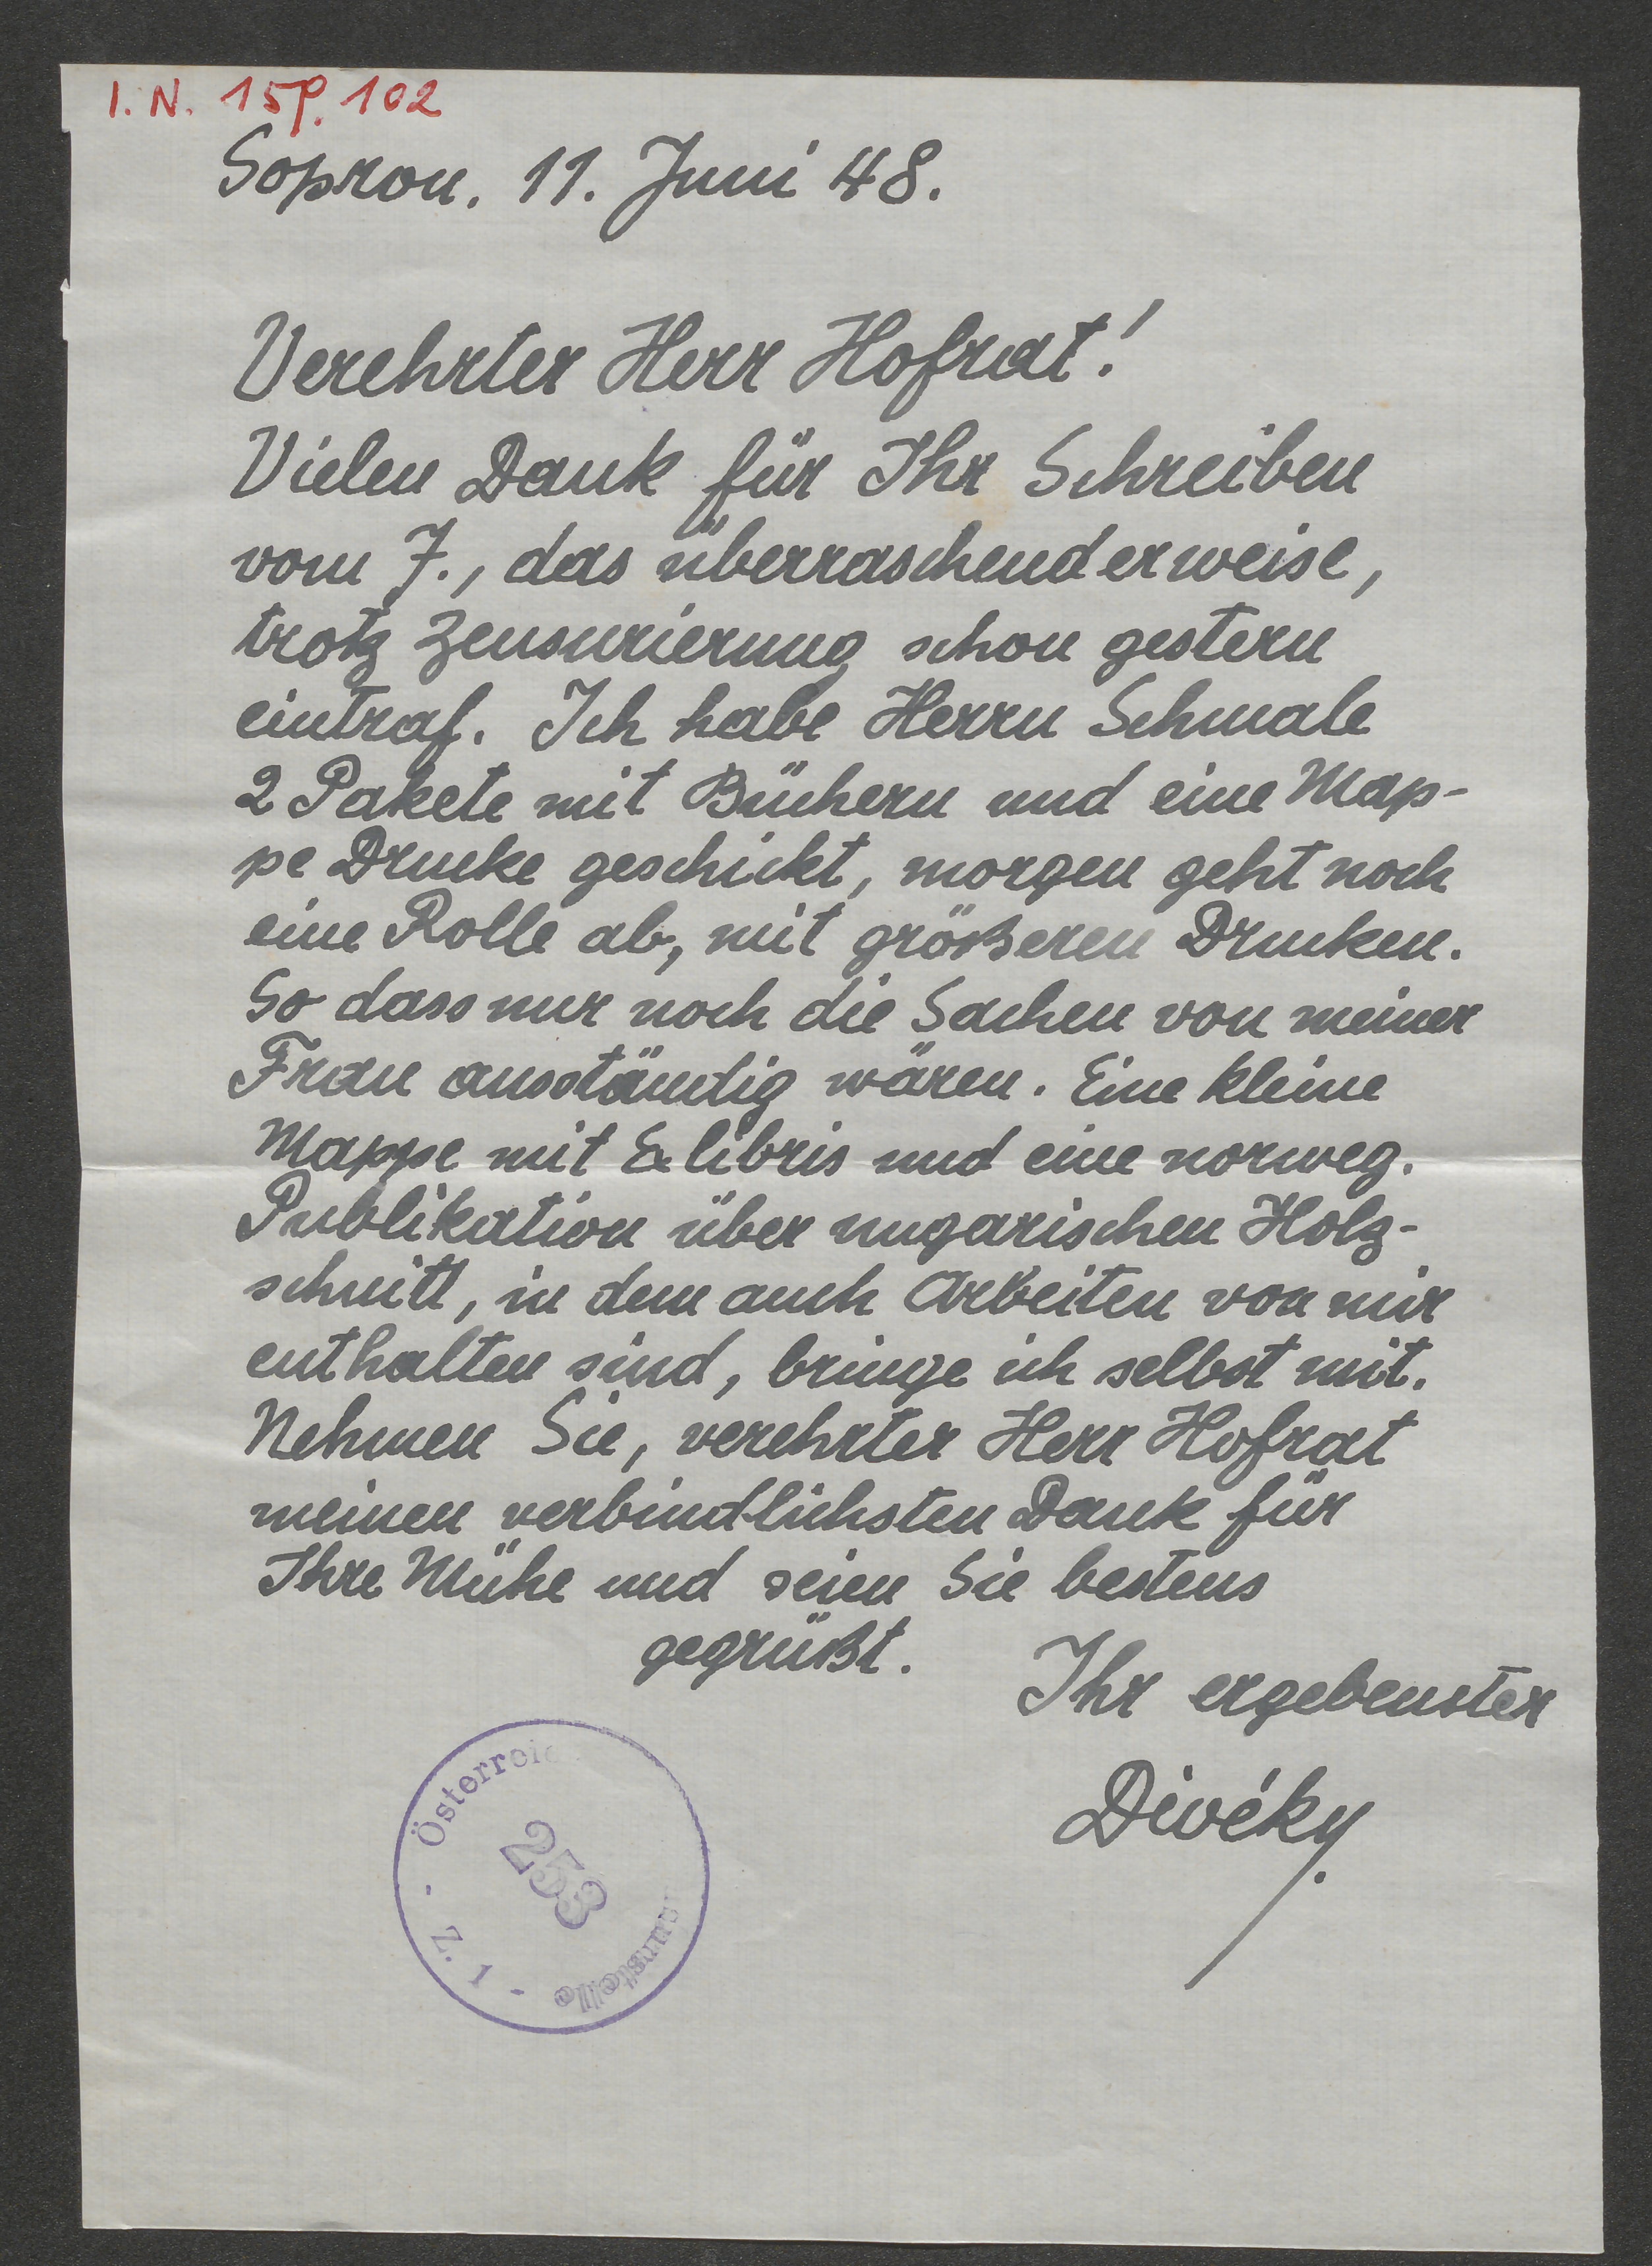 I. N. 159.102
Sopron. 11. Juni 48.
Verehrter Herr Hofrat!
Vielen Dank für Ihr Schreiben
vom 7., das überraschenderweise,
trotz Zensurierung schon gestern
eintraf. Ich habe Herrn Schmale
2 Pakete mit Büchern und eine Map-
pe Drucke geschickt, morgen geht noch
eine Rolle ab, mit größeren Drucken.
So dass nur noch die Sachen von meiner
Frau ausständig wären. Eine kleine
Mappe mit Exlibris und eine norweg.
Publikation über ungarischen Holz-
schnitt, in dem auch Arbeiten von mir
enthalten sind, bringe ich selbst mit.
Nehmen Sie, verehrter Herr Hofrat
meinen verbindlichsten Dank für
Ihre Mühe und seien Sie bestens
gegrüßt.
Ihr ergebenster
Divéky.
253
- Z. 1 -